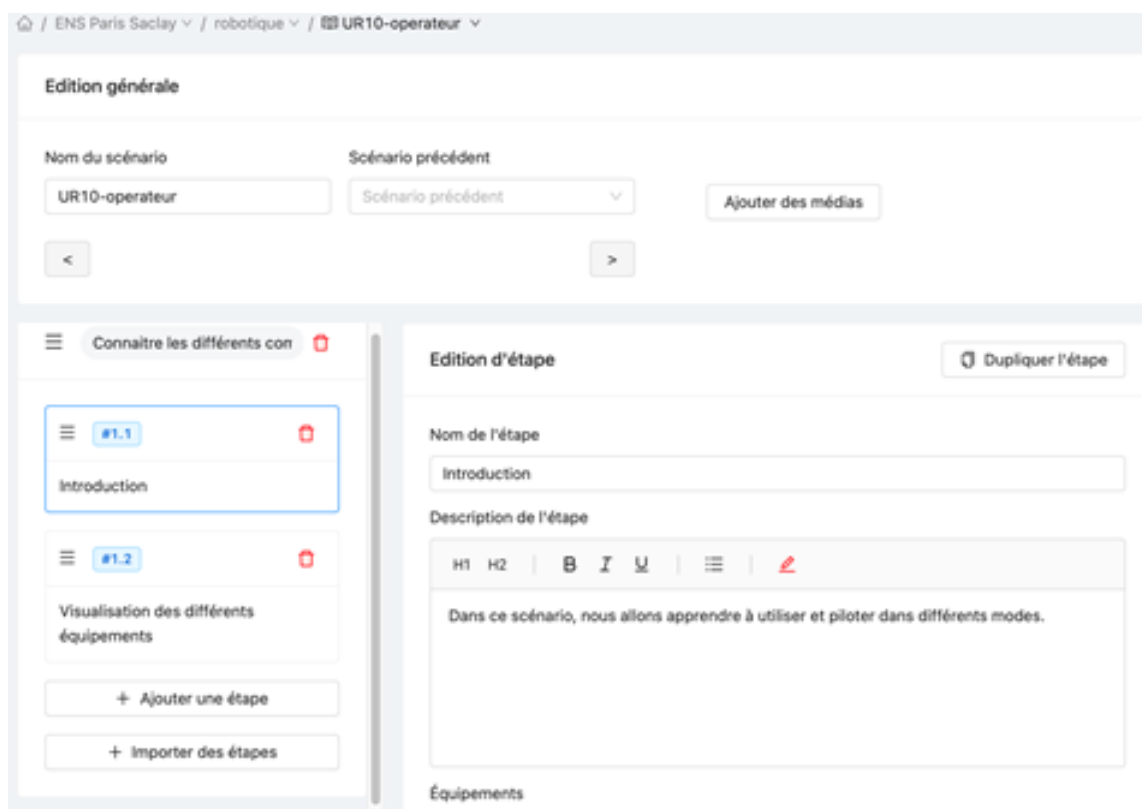 / ENS Paris Saclay / robotique / UR10-operateur
Edition générale
Nom du scénario Scénario précédent
UR10-operateur Scénario précédent Ajouter des médias
< >
Connaitre les différents con
Edition d'étape Dupliquer l'étape
#1.1
Introduction
#1.2
Visualisation des différents
équipements
+ Ajouter une étape
+ Importer des étapes
Nom de l'étape
Introduction
Description de l'étape
H1 H2 B I U
Dans ce scénario, nous allons apprendre à utiliser et piloter dans différents modes.
Équipements